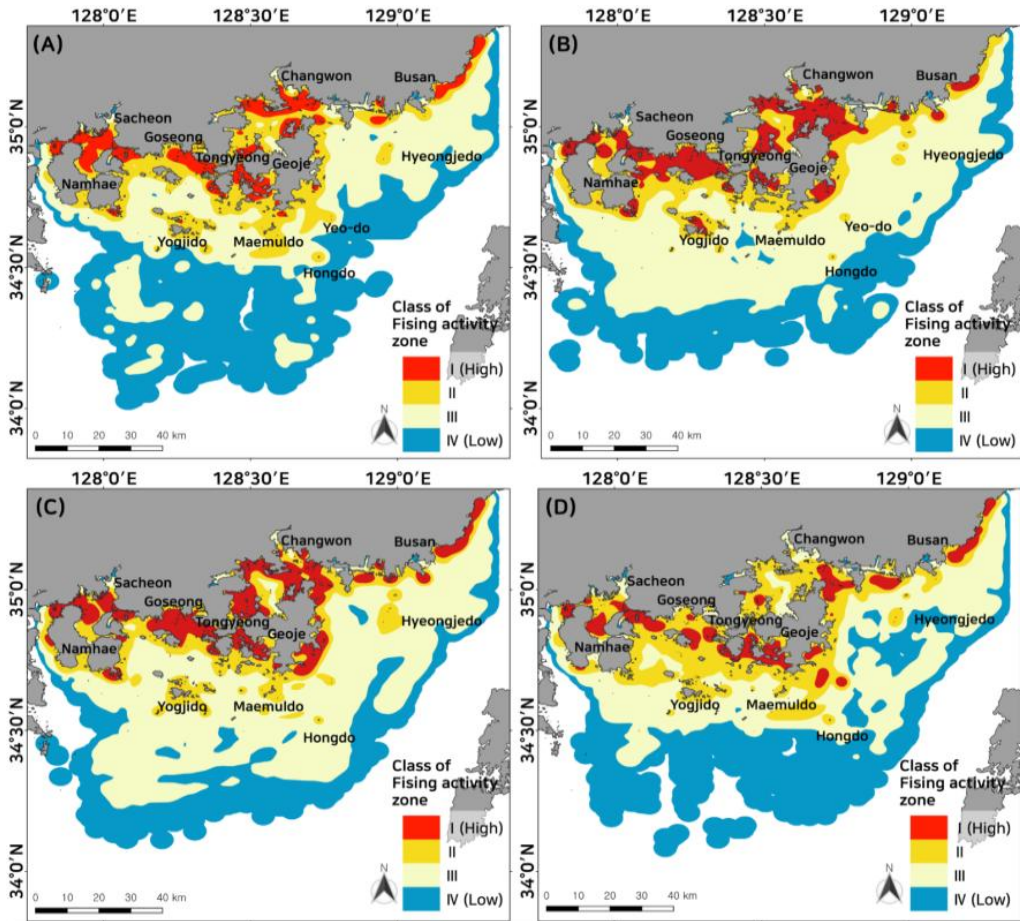 128°0′E 128°30′E 129°0′E 128°0′E 128°30′E 129°0′E
(A)
Changwon
Busan
Sacheon
Goseong
Tongyeong
Geoje
Hyeongjedo
Namhae
Yeo-do
Yogjido
Maemuldo
Hongdo
35°0′N
34°30′N
34°0′N
Class of
Fising activity
zone
I (High)
II
III
IV (Low)
N
0 10 20 30 40 km
(B)
Changwon
Busan
Sacheon
Goseong
Tongyeong
Geoje
Hyeongjedo
Namhae
Yeo-do
Yogjido
Maemuldo
Hongdo
35°0′N
34°30′N
34°0′N
Class of
Fising activity
zone
I (High)
II
III
IV (Low)
N
0 10 20 30 40 km
128°0′E 128°30′E 129°0′E 128°0′E 128°30′E 129°0′E
(C)
Changwon
Busan
Sacheon
Goseong
Tongyeong
Geoje
Hyeongjedo
Namhae
Yogjido
Maemuldo
Hongdo
35°0′N
34°30′N
34°0′N
Class of
Fising activity
zone
I (High)
II
III
IV (Low)
N
0 10 20 30 40 km
(D)
Changwon
Busan
Sacheon
Goseong
Tongyeong
Geoje
Hyeongjedo
Namhae
Yogjido
Maemuldo
Hongdo
35°0′N
34°30′N
34°0′N
Class of
Fising activity
zone
I (High)
II
III
IV (Low)
N
0 10 20 30 40 km